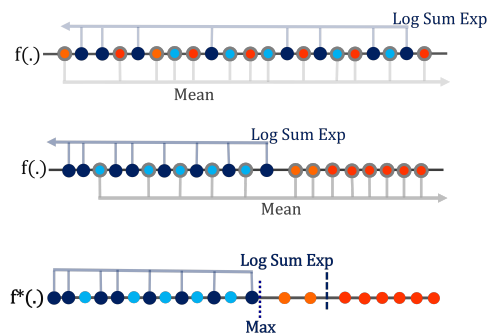 Log Sum Exp
f(.)
Mean
Log Sum Exp
f(.)
Mean
Log Sum Exp
f*(.)
Max